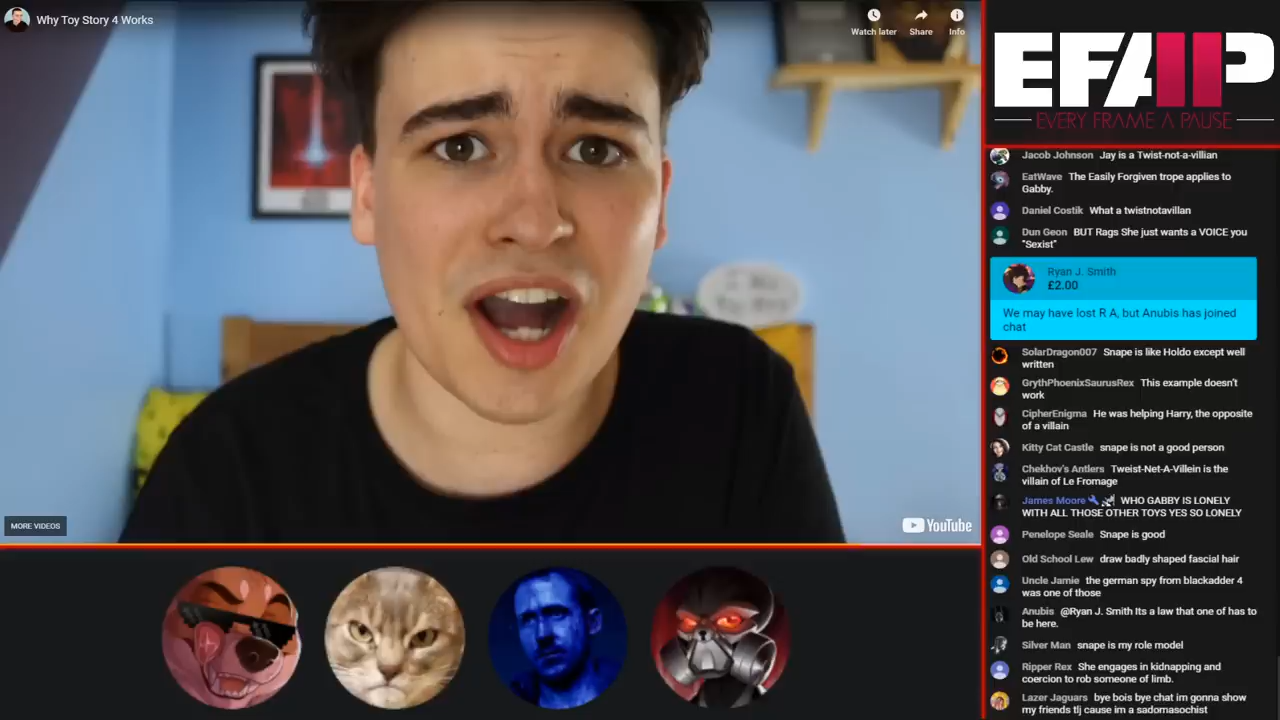 Why Toy Story 4 Works
Watch later
Share
Info
MORE VIDEOS
YouTube
EFAP
EVERY FRAME A PAUSE
Jacob Johnson Jay is a Twist-not-a-villian
EatWave The Easily Forgiven trope applies to
Gabby.
Daniel Costik What a twistnotavillan
Dun Geon BUT Rags She just wants a VOICE you
"Sexist"
Ryan J. Smith
£2.00
We may have lost R A, but Anubis has joined
chat
SolarDragon007 Snape is like Holdo except well
written
GrythPhoenixSaurusRex This example doesn't
work
CipherEnigma He was helping Harry, the opposite
of a villain
Kitty Cat Castle snape is not a good person
Chekhov's Antlers Tweist-Net-A-Villein is the
villain of Le Fromage
James Moore WHO GABBY IS LONELY
WITH ALL THOSE OTHER TOYS YES SO LONELY
Penelope Seale Snape is good
Old School Lew draw badly shaped fascial hair
Uncle Jamie the german spy from blackadder 4
was one of those
Anubis @Ryan J. Smith Its a law that one of has to
be here.
Silver Man snape is my role model
Ripper Rex She engages in kidnapping and
coercion to rob someone of limb.
Lazer Jaguars bye bois bye chat im gonna show
my friends tlj cause im a sadomasochist